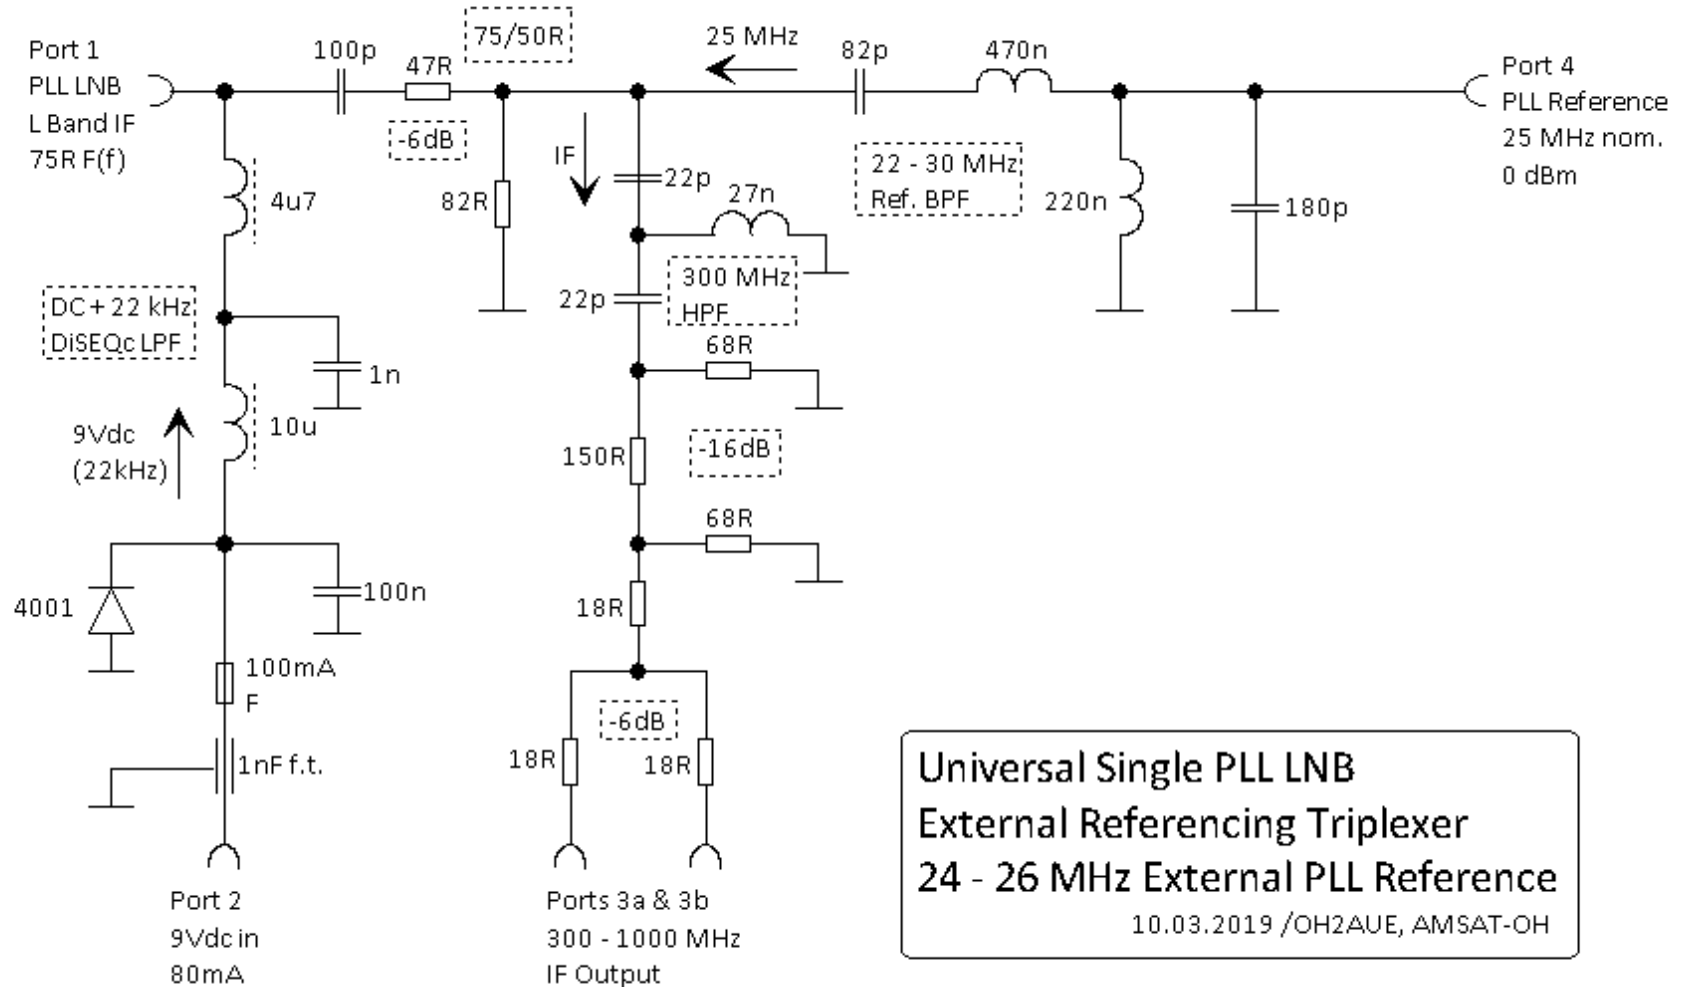 Port 1
PLL LNB
L Band IF
75R F(f)
100p
47R
75/50R
-6dB
82R
25 MHz
82p
470n
Port 4
PLL Reference
25 MHz nom.
0 dBm
IF
22p
27n
22 - 30 MHz
Ref. BPF
220n
180p
4u7
DC + 22 kHz
DiSEQc LPF
1n
22p
300 MHz
HPF
68R
9Vdc
(22kHz)
10u
150R
-16dB
68R
4001
100n
18R
100mA
F
-6dB
1nF f.t.
18R
18R
Port 2
9Vdc in
80mA
Ports 3a & 3b
300 - 1000 MHz
IF Output
Universal Single PLL LNB
External Referencing Triplexer
24 - 26 MHz External PLL Reference
10.03.2019 /OH2AUE, AMSAT-OH